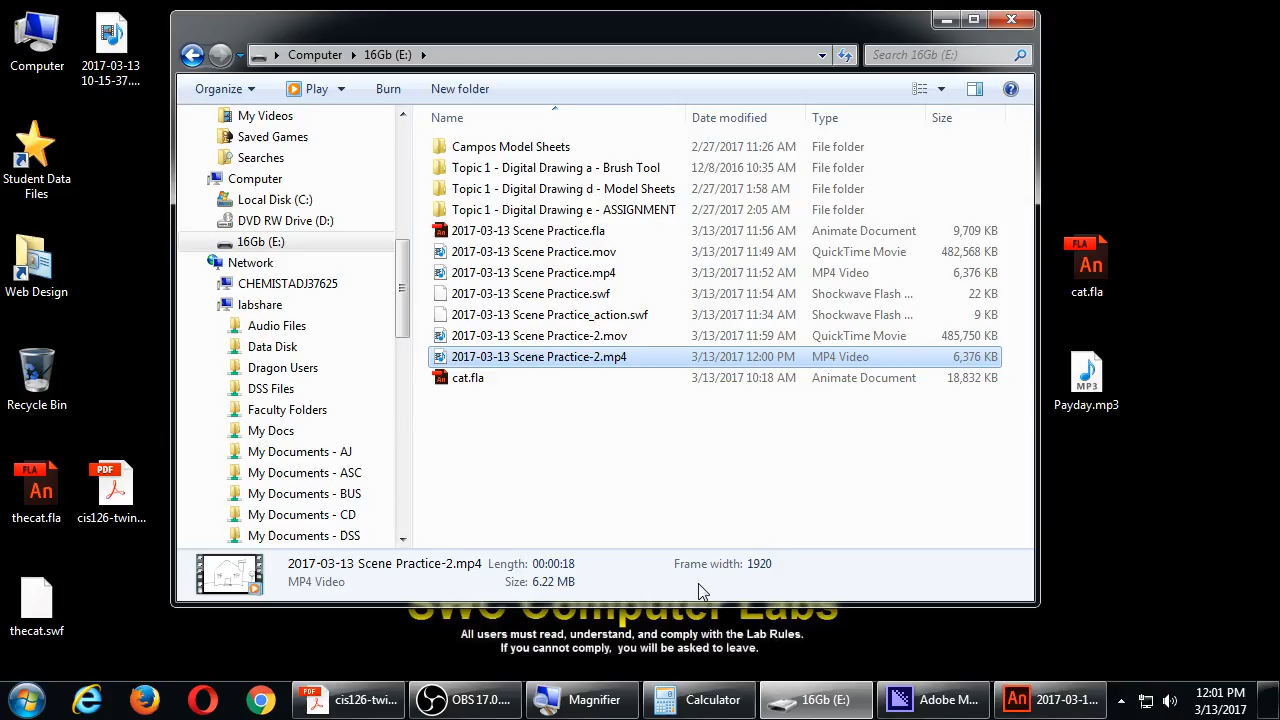 Computer
2017-03-13
10-15-37....
Student Data
Files
Web Design
Recycle Bin
FLA
An
thecat.fla
PDF
cis126-twin...
thecat.swf
Computer
16Gb (E:)
Search 16Gb (E:)
Organize
Play
Burn
New folder
My Videos
Saved Games
Searches
Computer
Local Disk (C:)
DVD RW Drive (D:)
16Gb (E:)
Network
CHEMISTADJ37625
labshare
Audio Files
Data Disk
Dragon Users
DSS Files
Faculty Folders
My Docs
My Documents - AJ
My Documents - ASC
My Documents - BUS
My Documents - CD
My Documents - DSS
Name Date modified Type Size
Campos Model Sheets 2/27/2017 11:26 AM File folder
Topic 1 - Digital Drawing a - Brush Tool 12/8/2016 10:35 AM File folder
Topic 1 - Digital Drawing d - Model Sheets 2/27/2017 1:58 AM File folder
Topic 1 - Digital Drawing e - ASSIGNMENT 2/27/2017 2:05 AM File folder
2017-03-13 Scene Practice.fla 3/13/2017 11:56 AM Animate Document 9,709 KB
2017-03-13 Scene Practice.mov 3/13/2017 11:49 AM QuickTime Movie 482,568 KB
2017-03-13 Scene Practice.mp4 3/13/2017 11:52 AM MP4 Video 6,376 KB
2017-03-13 Scene Practice.swf 3/13/2017 11:54 AM Shockwave Flash ... 22 KB
2017-03-13 Scene Practice_action.swf 3/13/2017 11:34 AM Shockwave Flash ... 9 KB
2017-03-13 Scene Practice-2.mov 3/13/2017 11:59 AM QuickTime Movie 485,750 KB
2017-03-13 Scene Practice-2.mp4 3/13/2017 12:00 PM MP4 Video 6,376 KB
cat.fla 3/13/2017 10:18 AM Animate Document 18,832 KB
2017-03-13 Scene Practice-2.mp4 Length: 00:00:18 Frame width: 1920
MP4 Video Size: 6.22 MB
FLA
An
cat.fla
MP3
Payday.mp3
SWC Computer Labs
All users must read, understand, and comply with the Lab Rules.
If you cannot comply, you will be asked to leave.
cis126-twi...
OBS 17.0....
Magnifier
Calculator
16Gb (E:)
Adobe M...
An 2017-03-1...
12:01 PM
3/13/2017